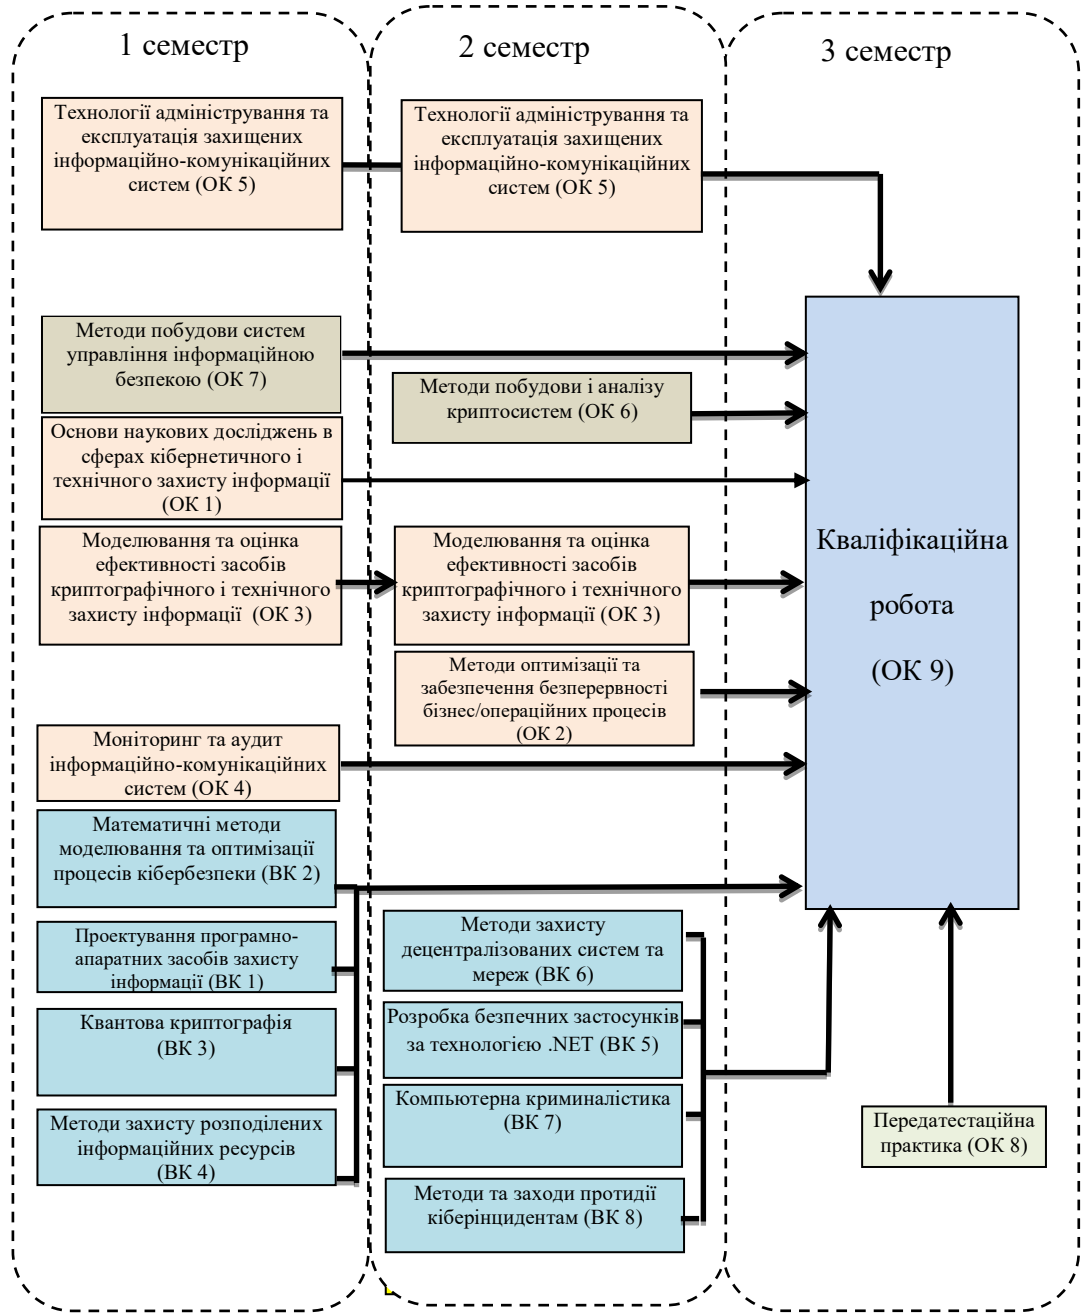 1 семестр
Технології адміністрування та
експлуатація захищених
інформаційно-комунікаційних
систем (ОК 5)
Методи побудови систем
управління інформаційною
безпекою (ОК 7)
Основи наукових досліджень в
сферах кібернетичного і
технічного захисту інформації
(ОК 1)
Моделювання та оцінка
ефективності засобів
криптографічного і технічного
захисту інформації (ОК 3)
Моніторинг та аудит
інформаційно-комунікаційних
систем (ОК 4)
Математичні методи
моделювання та оптимізації
процесів кібербезпеки (ВК 2)
Проектування програмно-
апаратних засобів захисту
інформації (ВК 1)
Квантова криптографія
(ВК 3)
Методи захисту розподілених
інформаційних ресурсів
(ВК 4)
2 семестр
Технології адміністрування та
експлуатація захищених
інформаційно-комунікаційних
систем (ОК 5)
Методи побудови і аналізу
криптосистем (ОК 6)
Моделювання та оцінка
ефективності засобів
криптографічного і технічного
захисту інформації (ОК 3)
Методи оптимізації та
забезпечення безперервності
бізнес/операційних процесів
(ОК 2)
Методи захисту
децентралізованих систем та
мереж (ВК 6)
Розробка безпечних застосунків
за технологією .NET (ВК 5)
Компьютерна криминалістика
(ВК 7)
Методи та заходи протидії
кіберінцидентам (ВК 8)
3 семестр
Кваліфікаційна
робота
(ОК 9)
Передатестаційна
практика (ОК 8)